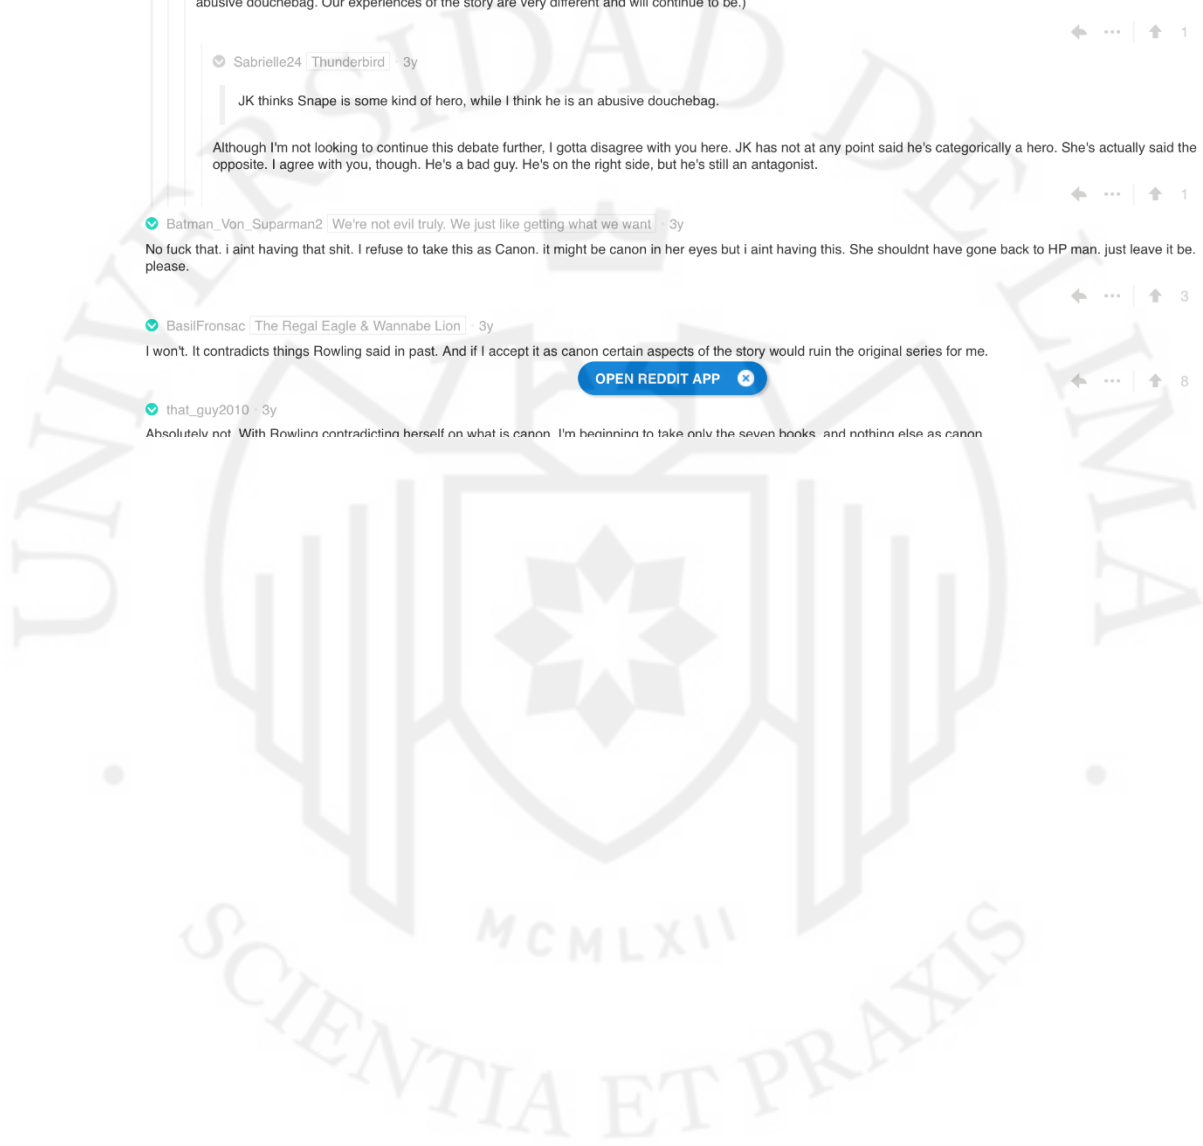 abusive douchebag. Our experiences of the story are very different and will continue to be.)
1
Sabrielle24 Thunderbird · 3y
JK thinks Snape is some kind of hero, while I think he is an abusive douchebag.
Although I'm not looking to continue this debate further, I gotta disagree with you here. JK has not at any point said he's categorically a hero. She's actually said the
opposite. I agree with you, though. He's a bad guy. He's on the right side, but he's still an antagonist.
1
Batman_Von_Suparman2 We're not evil truly. We just like getting what we want · 3y
No fuck that. i aint having that shit. I refuse to take this as Canon. it might be canon in her eyes but i aint having this. She shouldnt have gone back to HP man. just leave it be.
please.
3
BasilFronsac The Regal Eagle & Wannabe Lion · 3y
I won't. It contradicts things Rowling said in past. And if I accept it as canon certain aspects of the story would ruin the original series for me.
OPEN REDDIT APP
8
that_guy2010 · 3y
Absolutely not. With Rowling contradicting herself on what is canon, I'm beginning to take only the seven books, and nothing else as canon
UNIVERSIDAD DE LIMA
MCMLXII
SCIENTIA ET PRAXIS